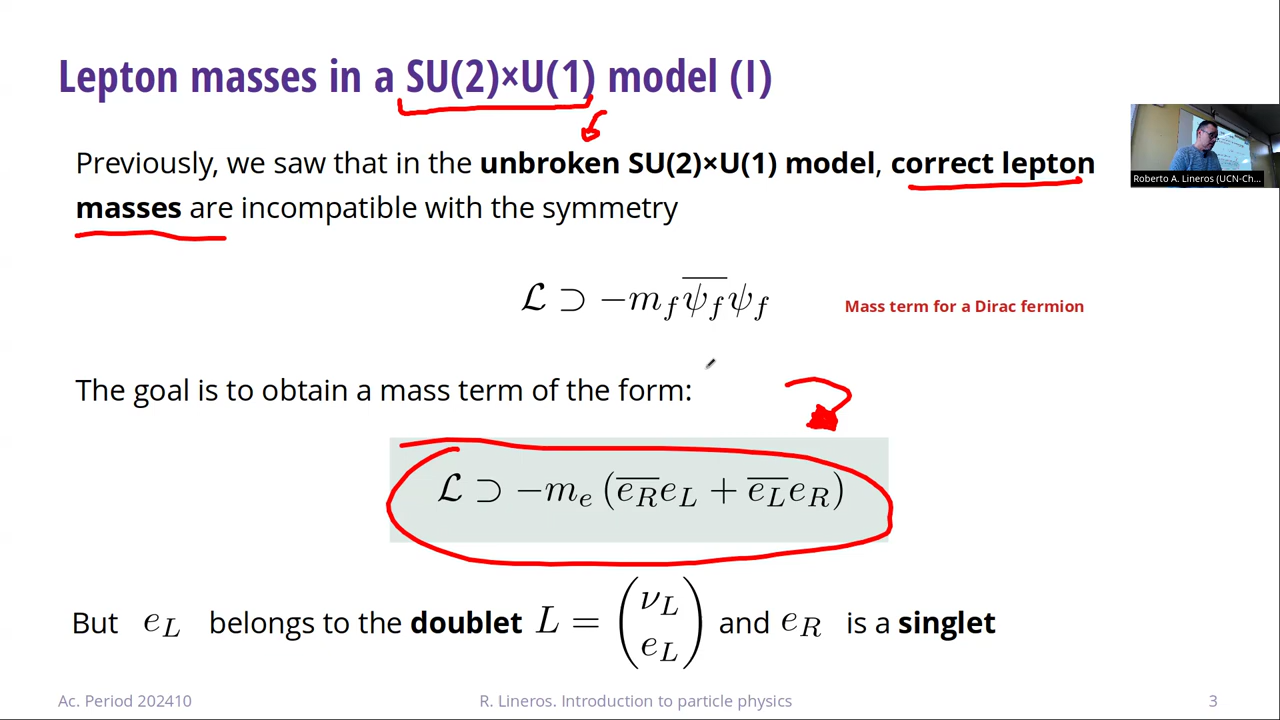 Lepton masses in a SU(2)×U(1) model (I)
Previously, we saw that in the unbroken SU(2)×U(1) model, correct lepton
masses are incompatible with the symmetry
Roberto A. Lineros (UCN-Ch...
ℒ ⊃ −m_f \overline{ψ_f} ψ_f
Mass term for a Dirac fermion
The goal is to obtain a mass term of the form:
ℒ ⊃ −m_e (\overline{e_R} e_L + \overline{e_L} e_R)
But e_L belongs to the doublet L = (ν_L e_L) and e_R is a singlet
Ac. Period 202410
R. Lineros. Introduction to particle physics
3